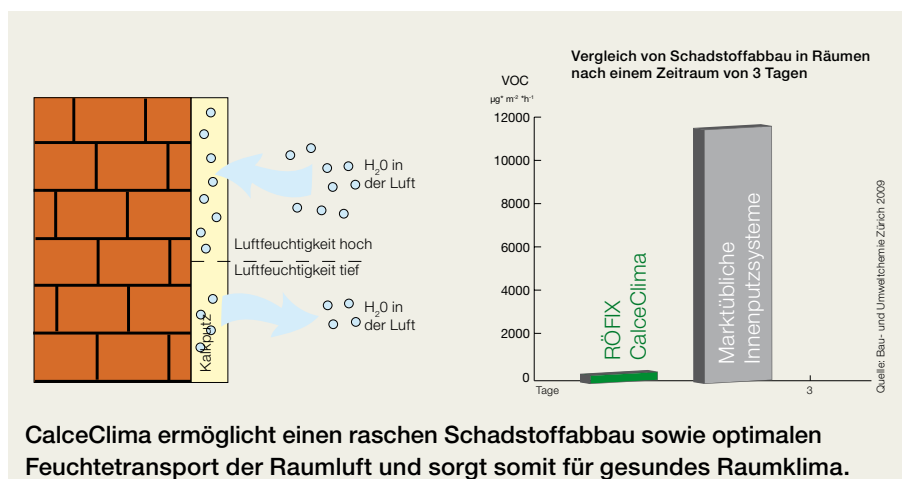 Vergleich von Schadstoffabbau in Räumen
nach einem Zeitraum von 3 Tagen
VOC
µg* m⁻² *h⁻¹
12000
10000
8000
6000
4000
2000
0
Tage
3
RÖFIX
CalceClima
Marktübliche
Innenputzsysteme
Quelle: Bau- und Umweltchemie Zürich 2009
H₂0 in
der Luft
Luftfeuchtigkeit hoch
Luftfeuchtigkeit tief
H₂0 in
der Luft
Kalkputz
CalceClima ermöglicht einen raschen Schadstoffabbau sowie optimalen
Feuchtetransport der Raumluft und sorgt somit für gesundes Raumklima.